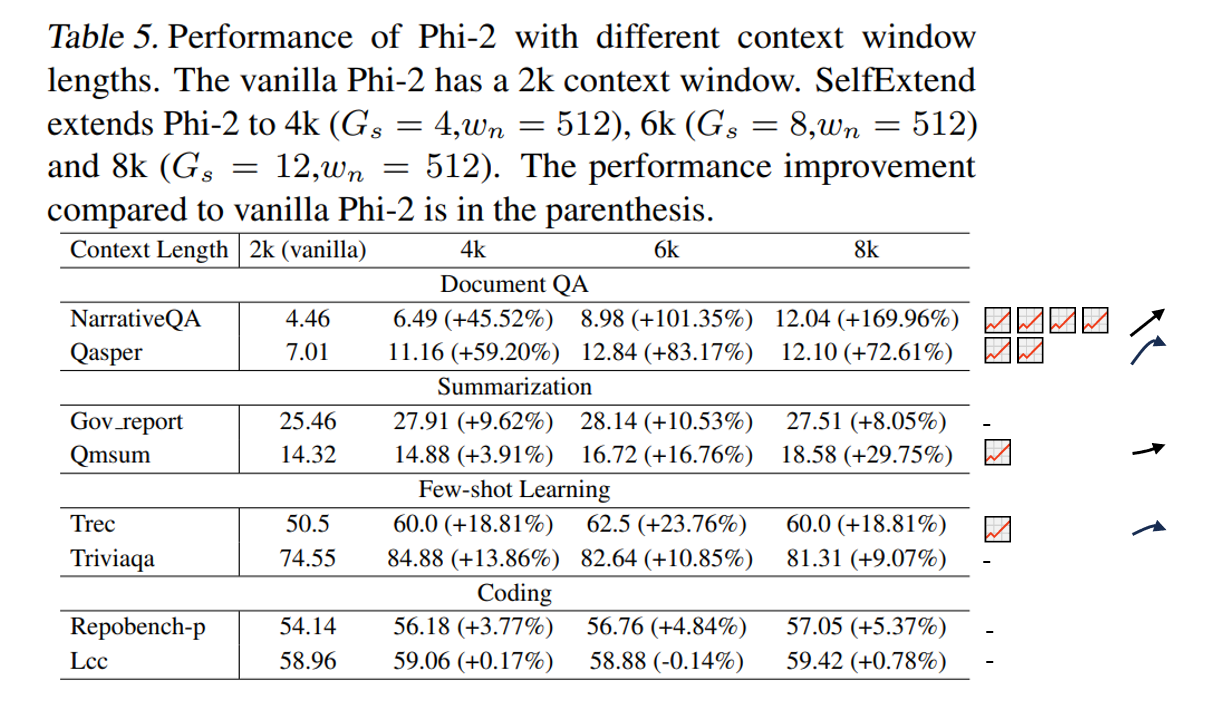 Table 5. Performance of Phi-2 with different context window
lengths. The vanilla Phi-2 has a 2k context window. SelfExtend
extends Phi-2 to 4k (Gs = 4,wn = 512), 6k (Gs = 8,wn = 512)
and 8k (Gs = 12,wn = 512). The performance improvement
compared to vanilla Phi-2 is in the parenthesis.
Context Length 2k (vanilla) 4k 6k 8k
Document QA
NarrativeQA 4.46 6.49 (+45.52%) 8.98 (+101.35%) 12.04 (+169.96%)
Qasper 7.01 11.16 (+59.20%) 12.84 (+83.17%) 12.10 (+72.61%)
Summarization
Gov_report 25.46 27.91 (+9.62%) 28.14 (+10.53%) 27.51 (+8.05%) -
Qmsum 14.32 14.88 (+3.91%) 16.72 (+16.76%) 18.58 (+29.75%)
Few-shot Learning
Trec 50.5 60.0 (+18.81%) 62.5 (+23.76%) 60.0 (+18.81%)
Triviaqa 74.55 84.88 (+13.86%) 82.64 (+10.85%) 81.31 (+9.07%) -
Coding
Repobench-p 54.14 56.18 (+3.77%) 56.76 (+4.84%) 57.05 (+5.37%) -
Lcc 58.96 59.06 (+0.17%) 58.88 (-0.14%) 59.42 (+0.78%) -